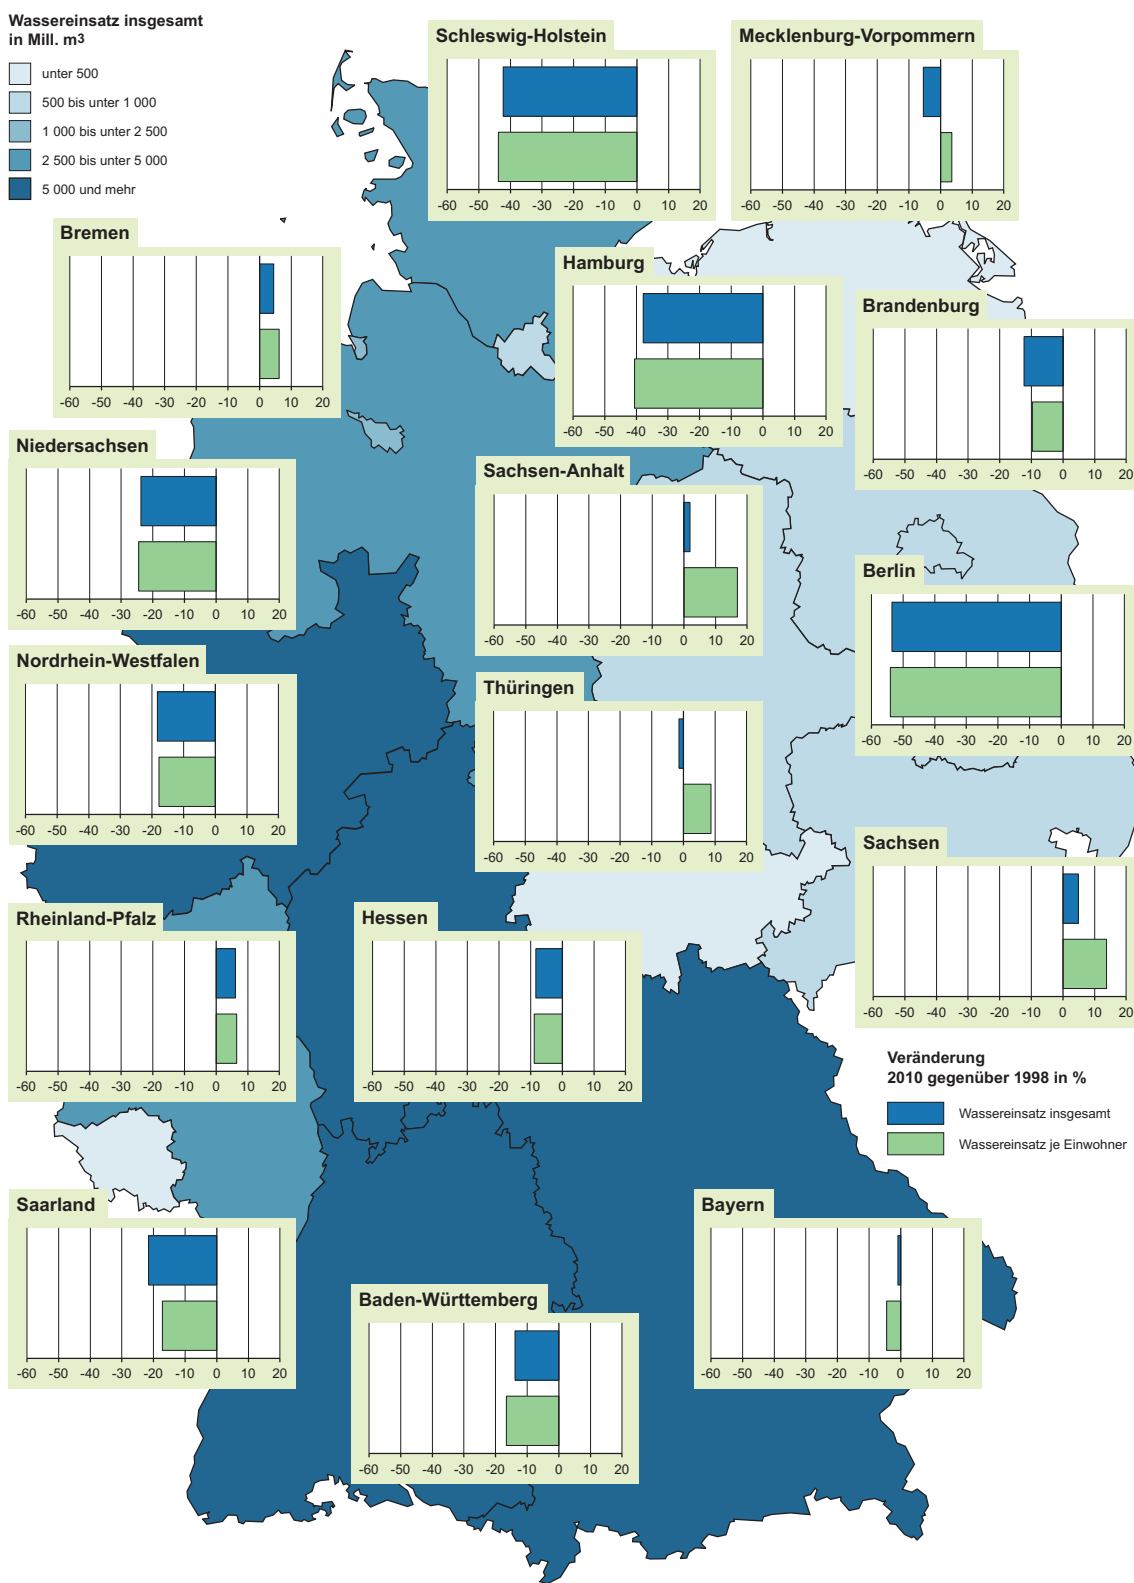 Wassereinsatz insgesamt
in Mill. m3
unter 500
500 bis unter 1 000
1 000 bis unter 2 500
2 500 bis unter 5 000
5 000 und mehr
Schleswig-Holstein
-60 -50 -40 -30 -20 -10 0 10 20
Mecklenburg-Vorpommern
-60 -50 -40 -30 -20 -10 0 10 20
Bremen
-60 -50 -40 -30 -20 -10 0 10 20
Hamburg
-60 -50 -40 -30 -20 -10 0 10 20
Brandenburg
-60 -50 -40 -30 -20 -10 0 10 20
Niedersachsen
-60 -50 -40 -30 -20 -10 0 10 20
Sachsen-Anhalt
-60 -50 -40 -30 -20 -10 0 10 20
Berlin
-60 -50 -40 -30 -20 -10 0 10 20
Nordrhein-Westfalen
-60 -50 -40 -30 -20 -10 0 10 20
Thüringen
-60 -50 -40 -30 -20 -10 0 10 20
Sachsen
-60 -50 -40 -30 -20 -10 0 10 20
Rheinland-Pfalz
-60 -50 -40 -30 -20 -10 0 10 20
Hessen
-60 -50 -40 -30 -20 -10 0 10 20
Veränderung
2010 gegenüber 1998 in %
Wassereinsatz insgesamt
Wassereinsatz je Einwohner
Saarland
-60 -50 -40 -30 -20 -10 0 10 20
Bayern
-60 -50 -40 -30 -20 -10 0 10 20
Baden-Württemberg
-60 -50 -40 -30 -20 -10 0 10 20